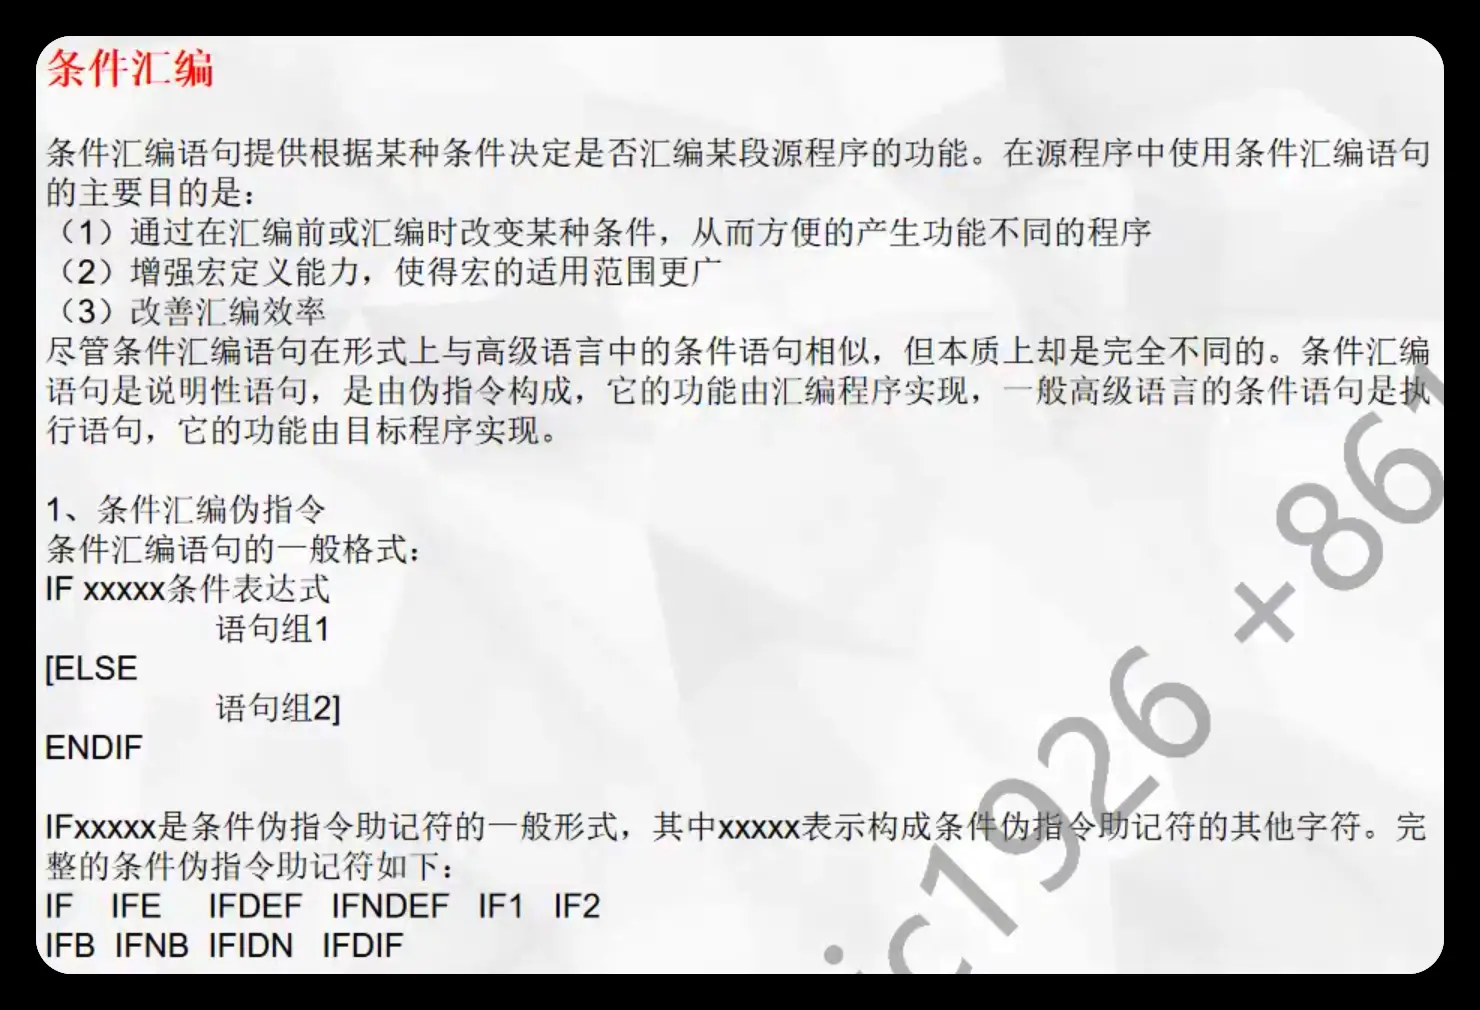 条件汇编
条件汇编语句提供根据某种条件决定是否汇编某段源程序的功能。在源程序中使用条件汇编语句
的主要目的是：
（1）通过在汇编前或汇编时改变某种条件，从而方便的产生功能不同的程序
（2）增强宏定义能力，使得宏的适用范围更广
（3）改善汇编效率
尽管条件汇编语句在形式上与高级语言中的条件语句相似，但本质上却是完全不同的。条件汇编
语句是说明性语句，是由伪指令构成，它的功能由汇编程序实现，一般高级语言的条件语句是执
行语句，它的功能由目标程序实现。
1、条件汇编伪指令
条件汇编语句的一般格式：
IF xxxxx条件表达式
语句组1
[ELSE
语句组2]
ENDIF
IFxxxxx是条件伪指令助记符的一般形式，其中xxxxx表示构成条件伪指令助记符的其他字符。完
整的条件伪指令助记符如下：
IF IFE IFDEF IFNDEF IF1 IF2
IFB IFNB IFIDN IFDIF
ic1926 +861